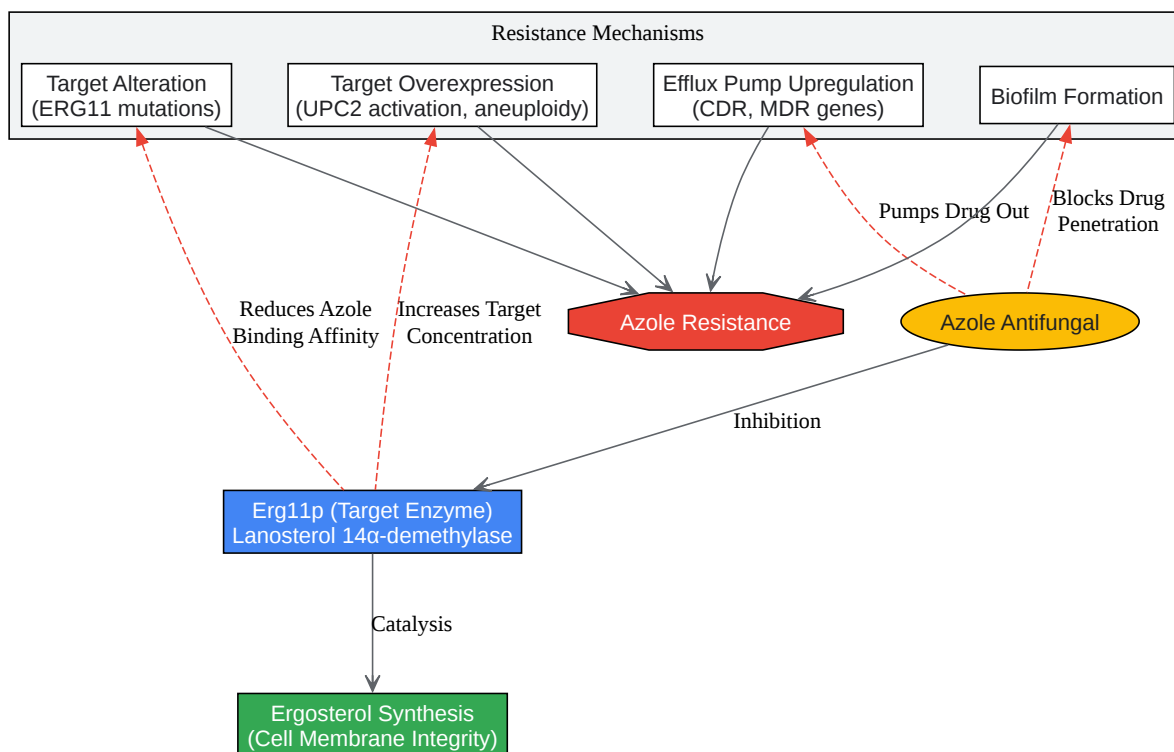 Resistance Mechanisms
Target Alteration
(ERG11 mutations)
Target Overexpression
(UPC2 activation, aneuploidy)
Efflux Pump Upregulation
(CDR, MDR genes)
Biofilm Formation
Pumps Drug Out
Blocks Drug
Penetration
Reduces Azole
Binding Affinity
Increases Target
Concentration
Azole Resistance
Azole Antifungal
Inhibition
Erg11p (Target Enzyme)
Lanosterol 14α-demethylase
Catalysis
Ergosterol Synthesis
(Cell Membrane Integrity)